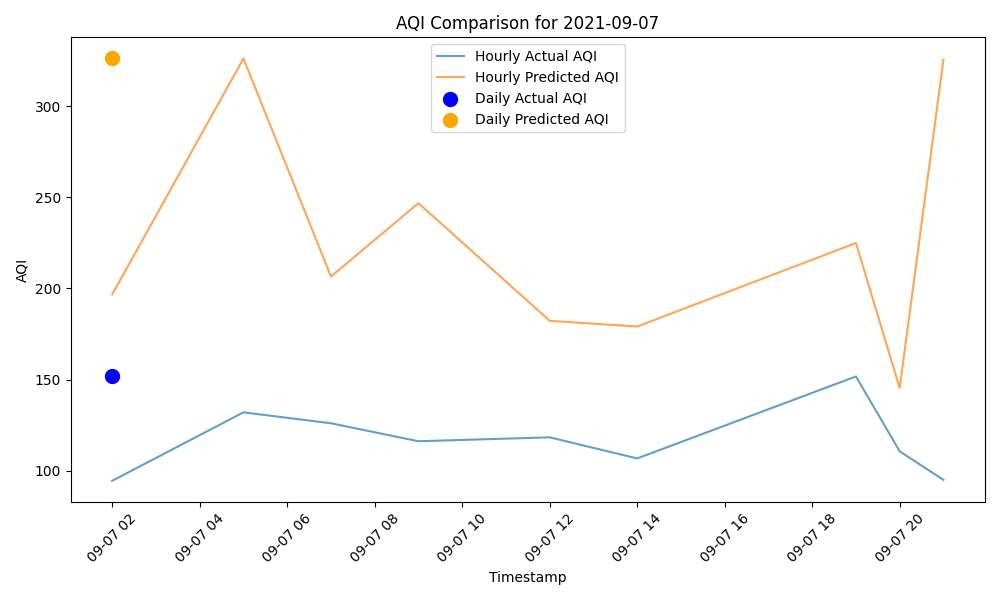 AQI Comparison for 2021-09-07
Hourly Actual AQI
Hourly Predicted AQI
Daily Actual AQI
Daily Predicted AQI
AQI
300
250
200
150
100
09-07 02
09-07 04
09-07 06
09-07 08
09-07 10
09-07 12
09-07 14
09-07 16
09-07 18
09-07 20
Timestamp